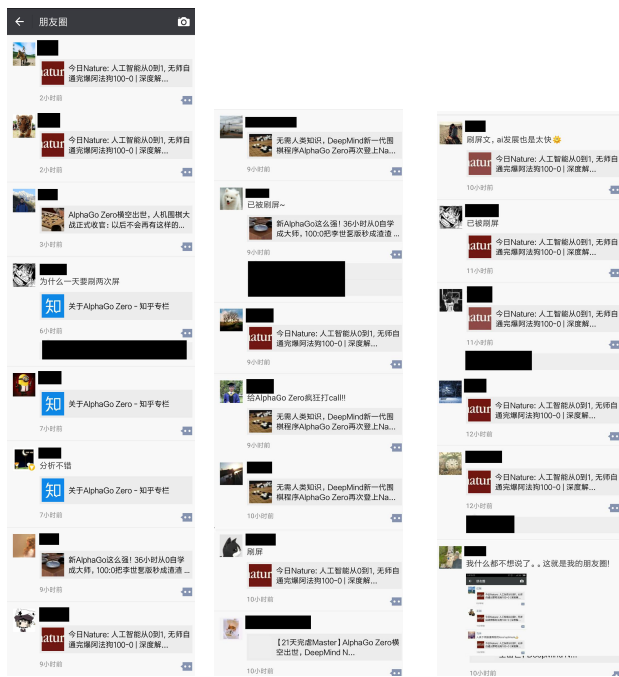 朋友圈
今日Nature: 人工智能从0到1, 无师自
通完爆阿法狗100-0 | 深度解...
2小时前
今日Nature: 人工智能从0到1, 无师自
通完爆阿法狗100-0 | 深度解...
2小时前
AlphaGo Zero横空出世，人机围棋大
战正式收官: 以后不会再有这样的...
3小时前
为什么一天要刷两次屏
知
关于AlphaGo Zero - 知乎专栏
6小时前
知
关于AlphaGo Zero - 知乎专栏
7小时前
分析不错
知
关于AlphaGo Zero - 知乎专栏
7小时前
新AlphaGo这么强! 36小时从0自学
成大师, 100:0把李世石版秒成渣渣 ...
9小时前
今日Nature: 人工智能从0到1, 无师自
通完爆阿法狗100-0 | 深度解...
9小时前
无需人类知识，DeepMind新一代围
棋程序AlphaGo Zero再次登上Na...
9小时前
已被刷屏~
新AlphaGo这么强! 36小时从0自学
成大师, 100:0把李世石版秒成渣渣 ...
9小时前
今日Nature: 人工智能从0到1, 无师自
通完爆阿法狗100-0 | 深度解...
9小时前
给AlphaGo Zero疯狂打call!!
无需人类知识，DeepMind新一代围
棋程序AlphaGo Zero再次登上Na...
9小时前
无需人类知识，DeepMind新一代围
棋程序AlphaGo Zero再次登上Na...
10小时前
刷屏
今日Nature: 人工智能从0到1, 无师自
通完爆阿法狗100-0 | 深度解...
10小时前
【21天完虐Master】AlphaGo Zero横
空出世，DeepMind N...
10小时前
刷屏文，ai发展也是太快
今日Nature: 人工智能从0到1, 无师自
通完爆阿法狗100-0 | 深度解...
10小时前
已被刷屏
今日Nature: 人工智能从0到1, 无师自
通完爆阿法狗100-0 | 深度解...
11小时前
今日Nature: 人工智能从0到1, 无师自
通完爆阿法狗100-0 | 深度解...
11小时前
今日Nature: 人工智能从0到1, 无师自
通完爆阿法狗100-0 | 深度解...
12小时前
今日Nature: 人工智能从0到1, 无师自
通完爆阿法狗100-0 | 深度解...
12小时前
我什么都不想说了。。这就是我的朋友圈!